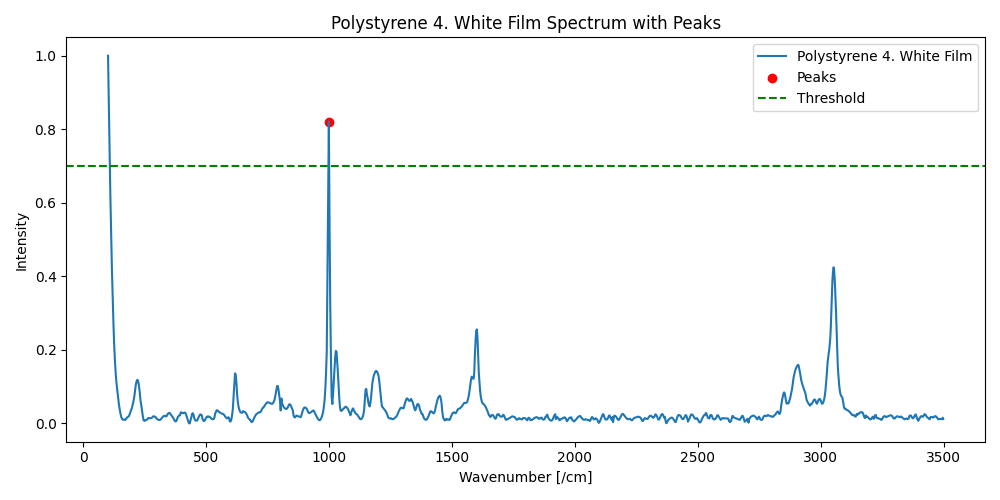 Polystyrene 4. White Film Spectrum with Peaks
Polystyrene 4. White Film
Peaks
Threshold
Intensity
1.0
0.8
0.6
0.4
0.2
0.0
0 500 1000 1500 2000 2500 3000 3500
Wavenumber [/cm]